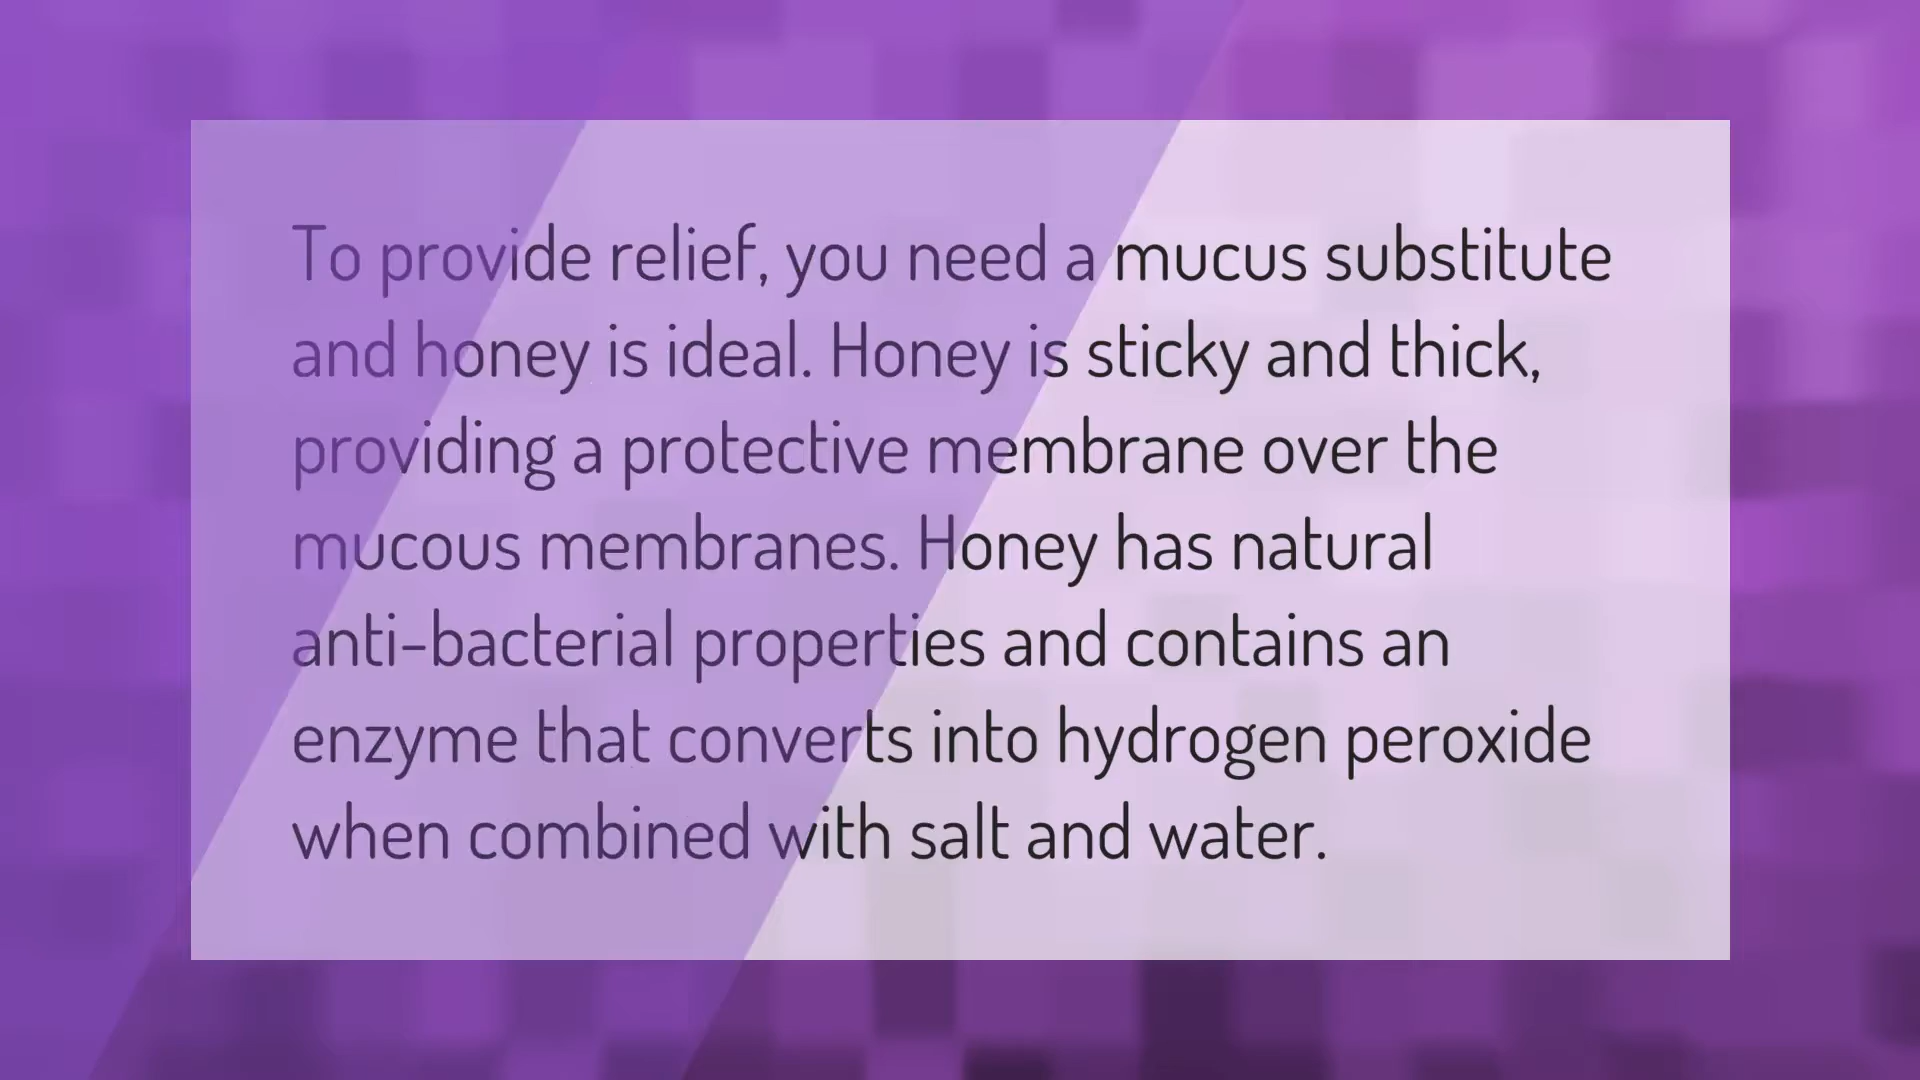 To provide relief, you need a mucus substitute
and honey is ideal. Honey is sticky and thick,
providing a protective membrane over the
mucous membranes. Honey has natural
anti-bacterial properties and contains an
enzyme that converts into hydrogen peroxide
when combined with salt and water.